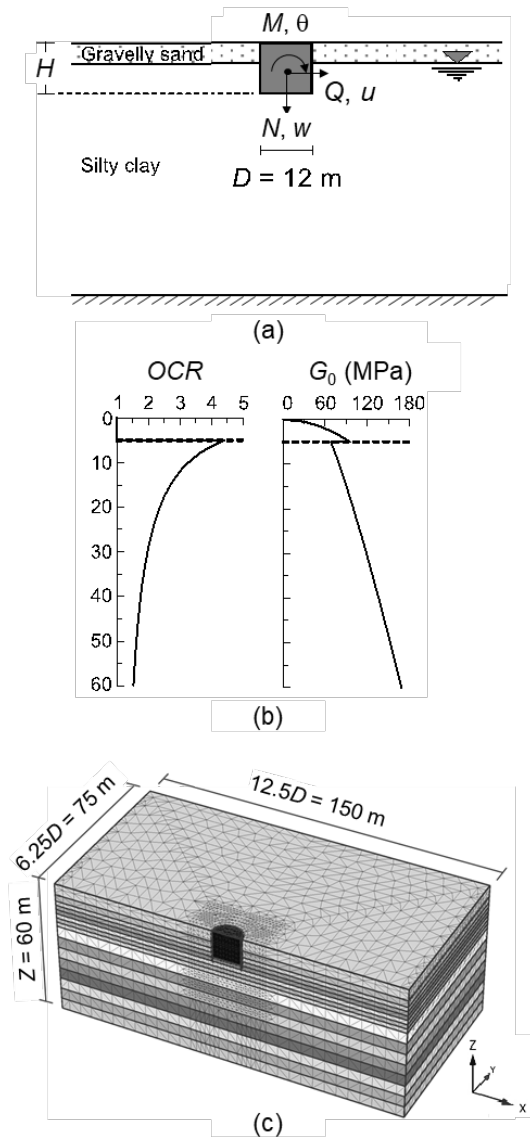 M, θ
H
Gravelly sand
Q, u
N, w
Silty clay
D = 12 m
(a)
OCR
G0 (MPa)
1 2 3 4 5
0 60 120 180
0
10
20
30
40
50
60
(b)
6.25D = 75 m
12.5D = 150 m
Z = 60 m
Z
Y
X
(c)